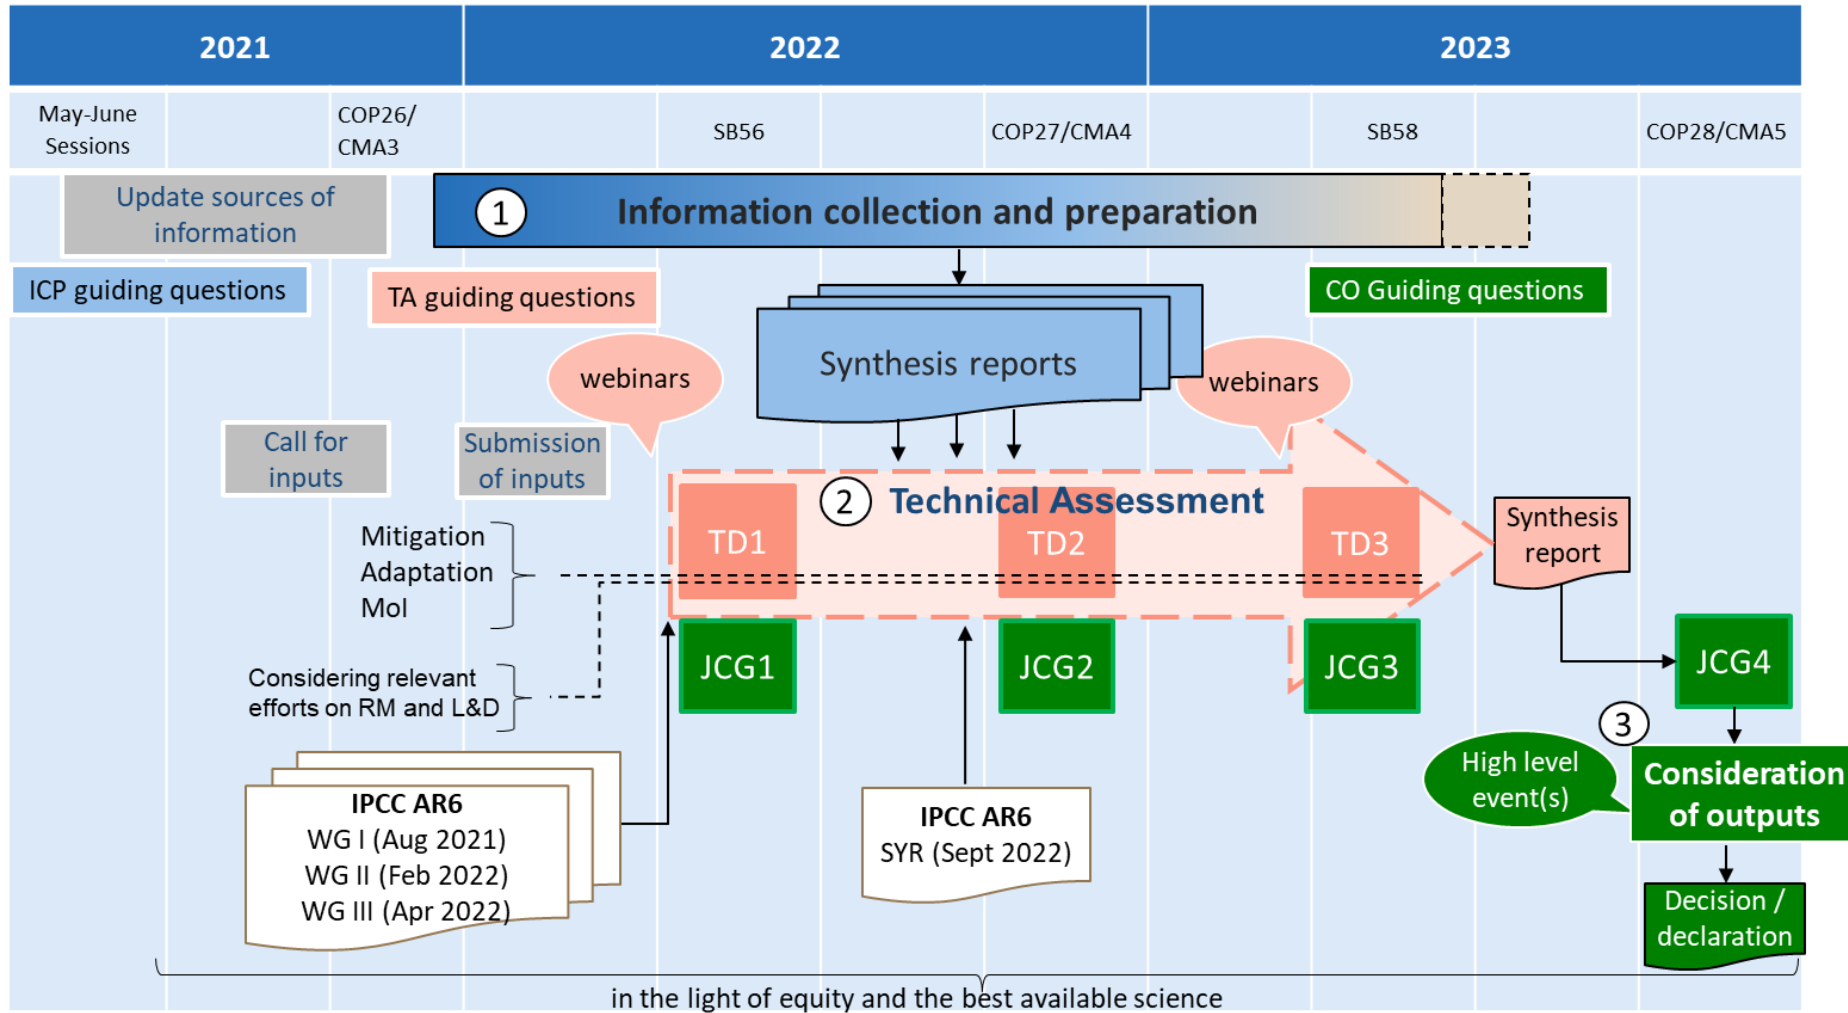 2021
2022
2023
May-June
Sessions
COP26/
CMA3
SB56
COP27/CMA4
SB58
COP28/CMA5
Update sources of
information
1
Information collection and preparation
ICP guiding questions
TA guiding questions
CO Guiding questions
webinars
Synthesis reports
webinars
Call for
inputs
Submission
of inputs
2
Technical Assessment
TD1
TD2
TD3
Synthesis
report
Mitigation
Adaptation
MoI
Considering relevant
efforts on RM and L&D
JCG1
JCG2
JCG3
JCG4
IPCC AR6
WG I (Aug 2021)
WG II (Feb 2022)
WG III (Apr 2022)
IPCC AR6
SYR (Sept 2022)
3
High level
event(s)
Consideration
of outputs
Decision /
declaration
in the light of equity and the best available science